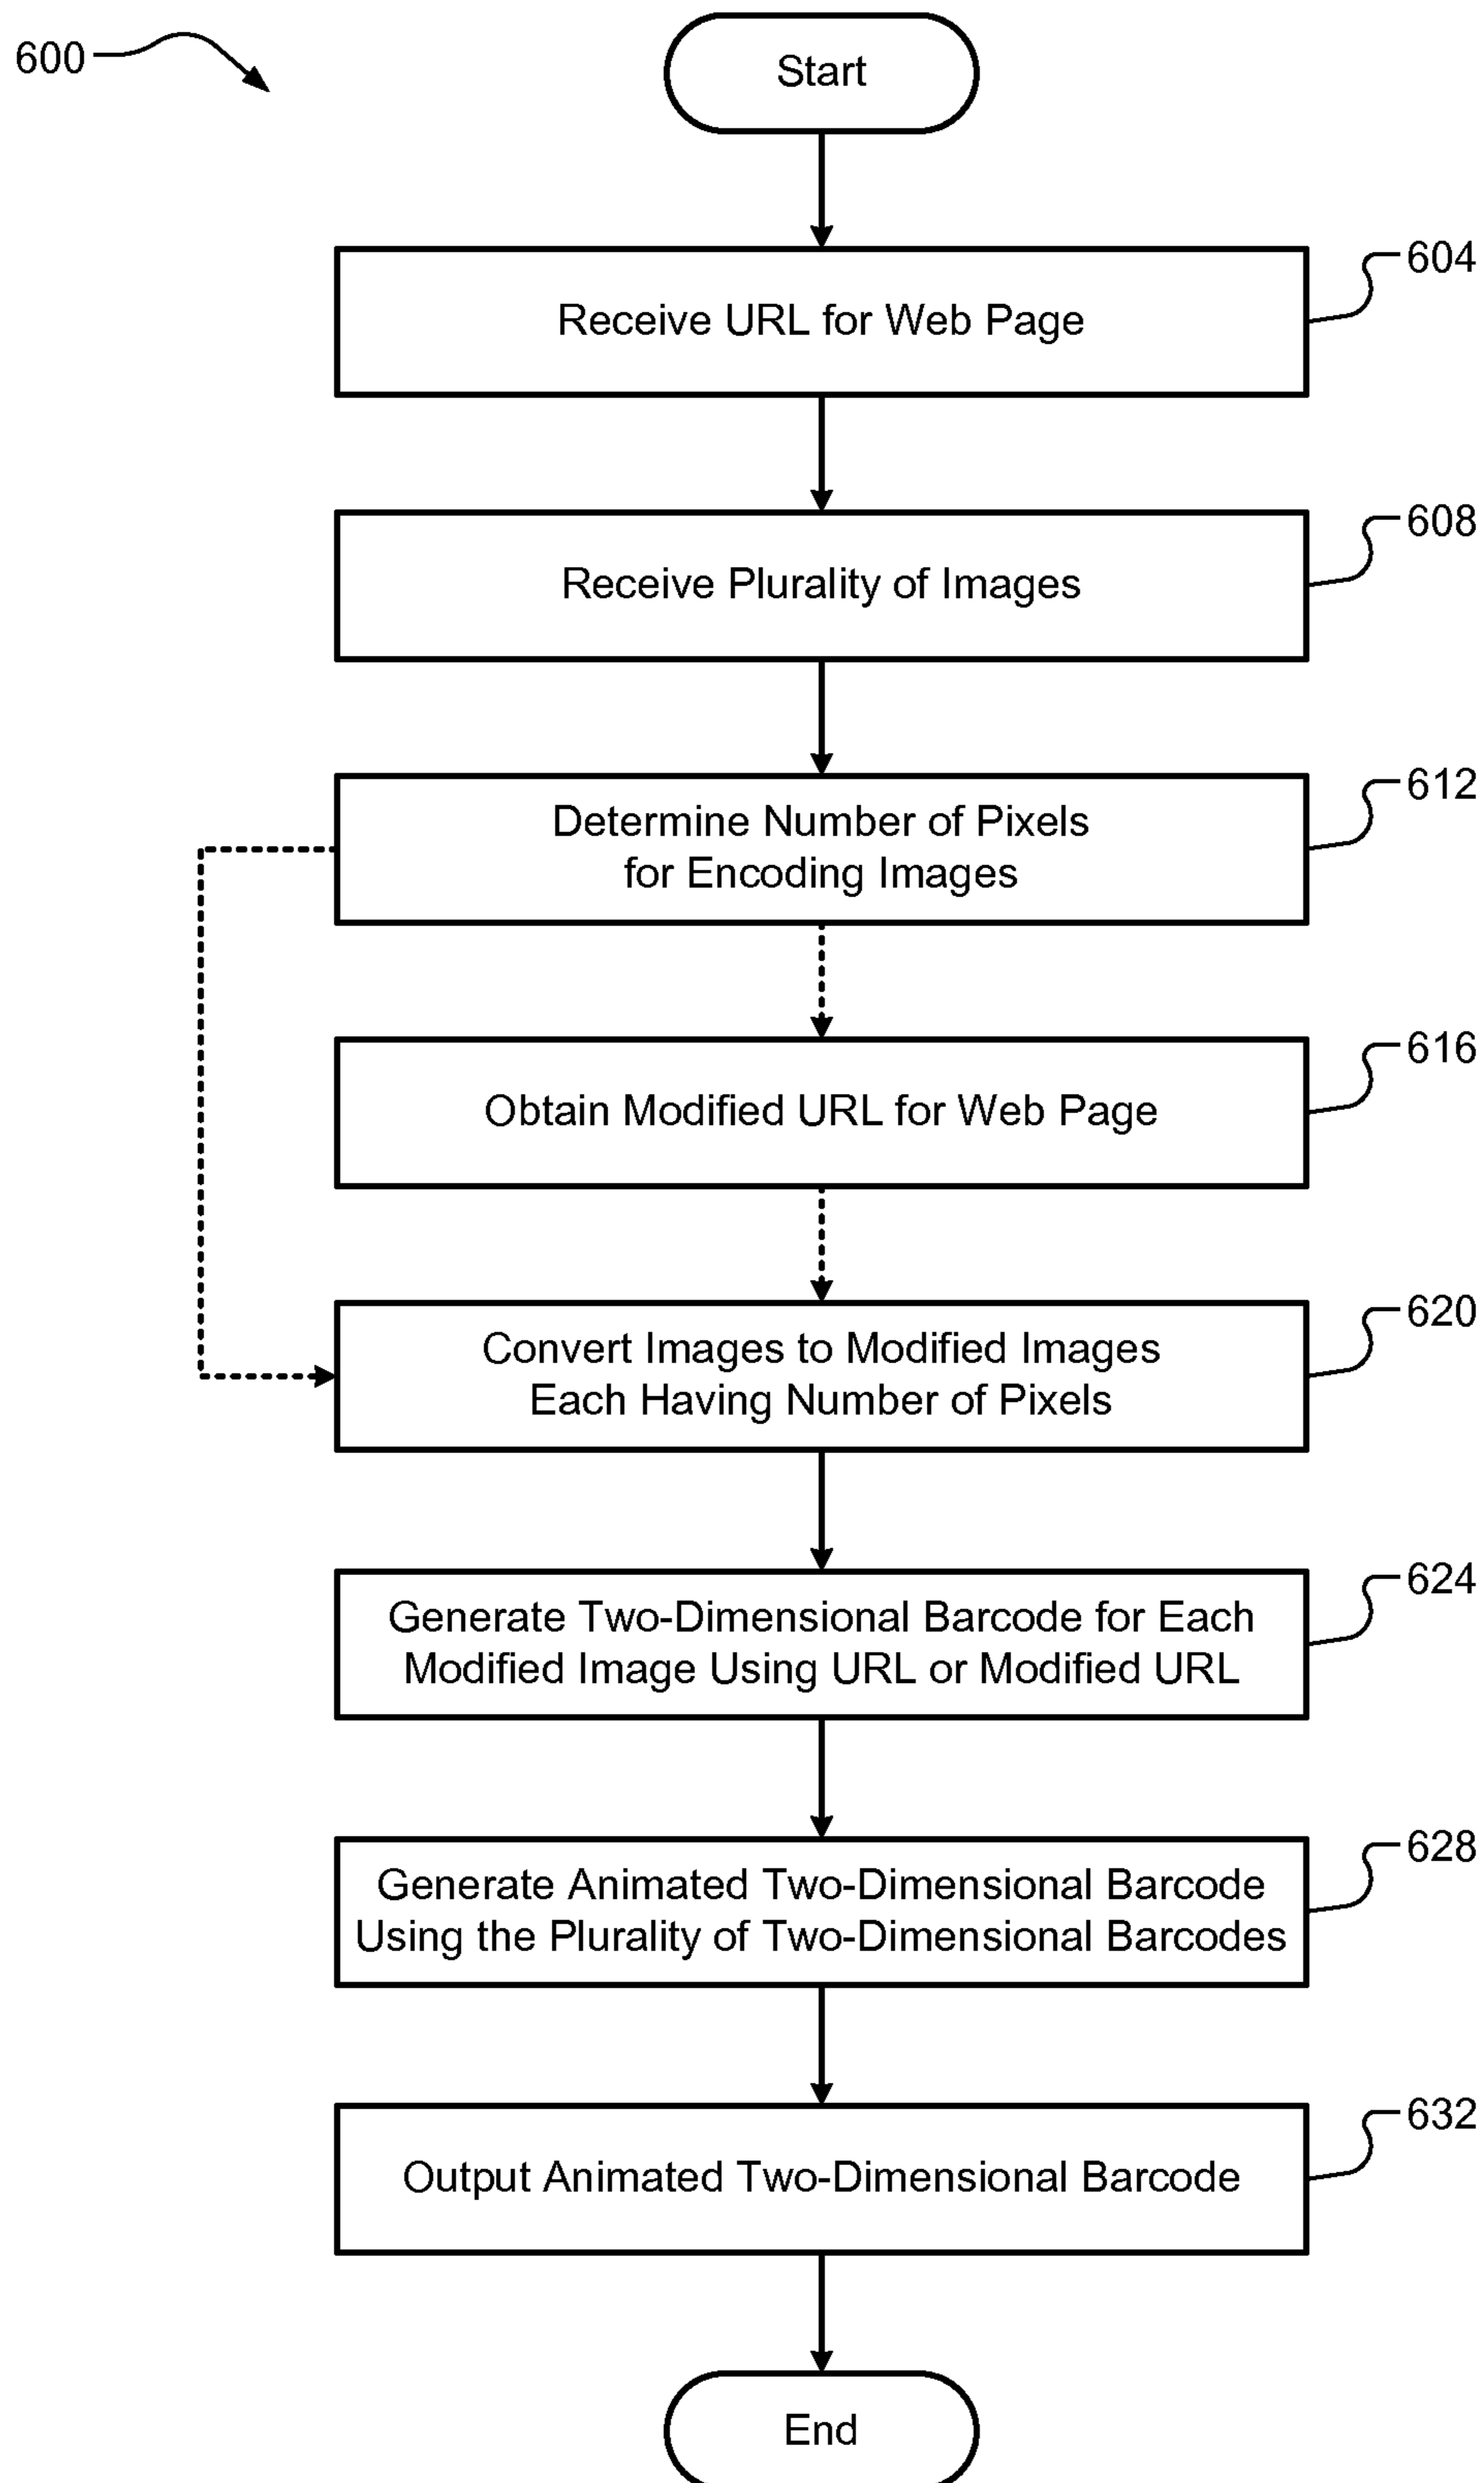 600
Start
604
Receive URL for Web Page
608
Receive Plurality of Images
612
Determine Number of Pixels
for Encoding Images
616
Obtain Modified URL for Web Page
620
Convert Images to Modified Images
Each Having Number of Pixels
624
Generate Two-Dimensional Barcode for Each
Modified Image Using URL or Modified URL
628
Generate Animated Two-Dimensional Barcode
Using the Plurality of Two-Dimensional Barcodes
632
Output Animated Two-Dimensional Barcode
End